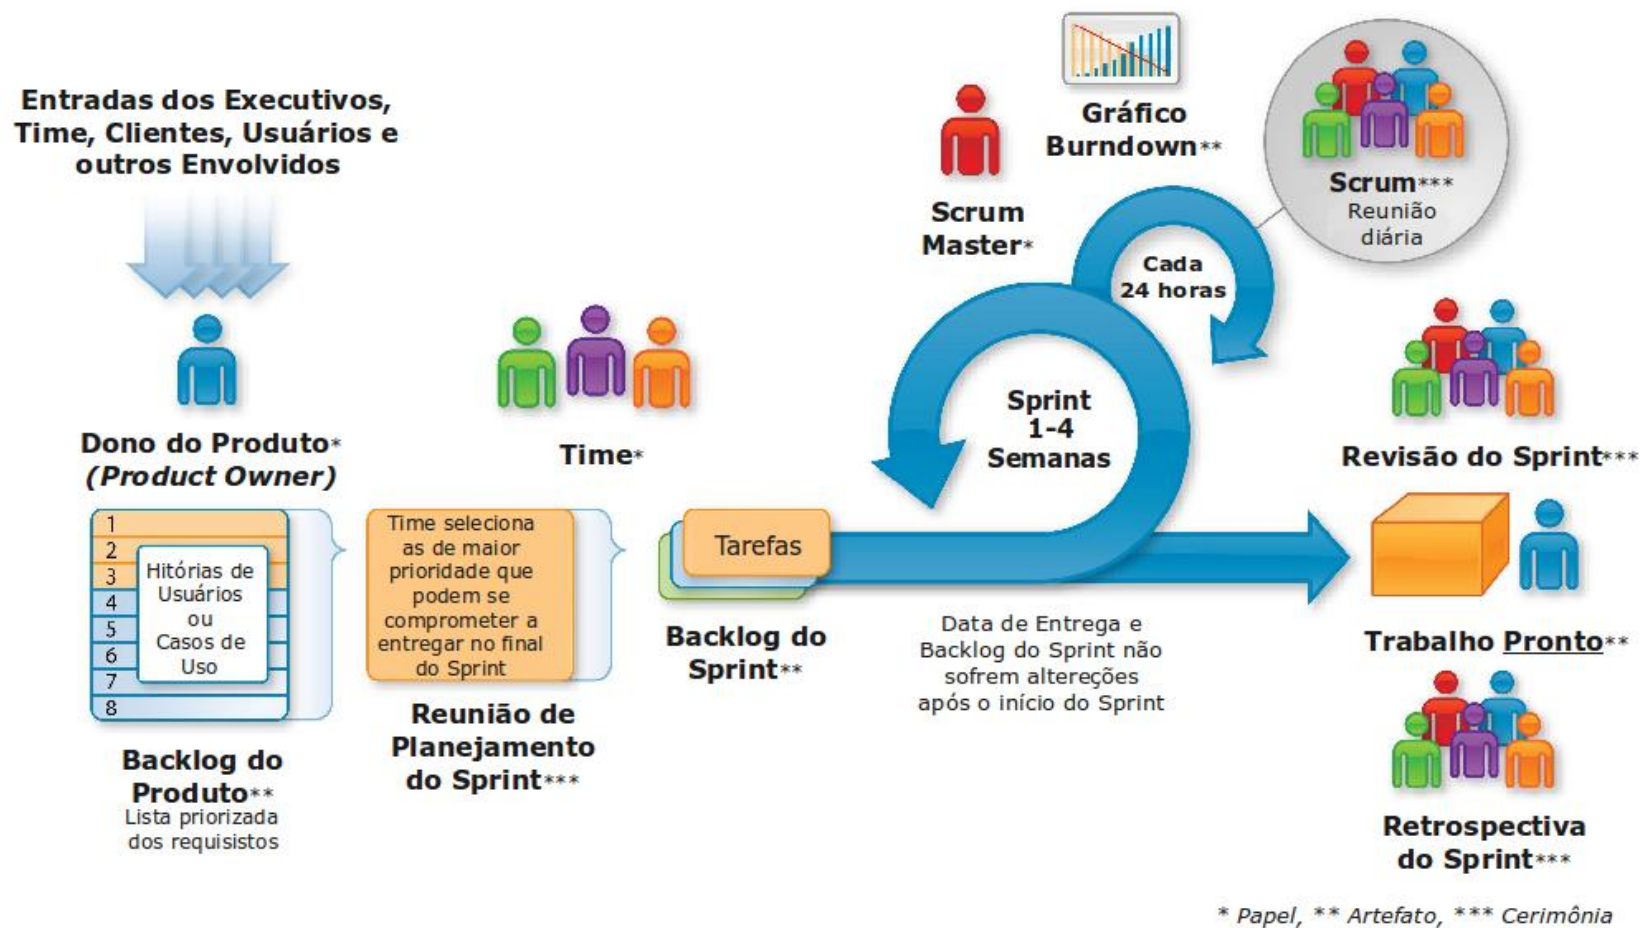 Entradas dos Executivos,
Time, Clientes, Usuários e
outros Envolvidos
Dono do Produto*
(Product Owner)
1
2
3
4
5
6
7
8
Hitórias de
Usuários
ou
Casos de
Uso
Backlog do
Produto**
Lista priorizada
dos requisistos
Time*
Time seleciona
as de maior
prioridade que
podem se
comprometer a
entregar no final
do Sprint
Reunião de
Planejamento
do Sprint***
Tarefas
Backlog do
Sprint**
Scrum
Master*
Gráfico
Burndown**
Scrum***
Reunião
diária
Cada
24 horas
Sprint
1-4
Semanas
Data de Entrega e
Backlog do Sprint não
sofrem altereções
após o início do Sprint
Revisão do Sprint***
Trabalho Pronto**
Retrospectiva
do Sprint***
* Papel, ** Artefato, *** Cerimônia